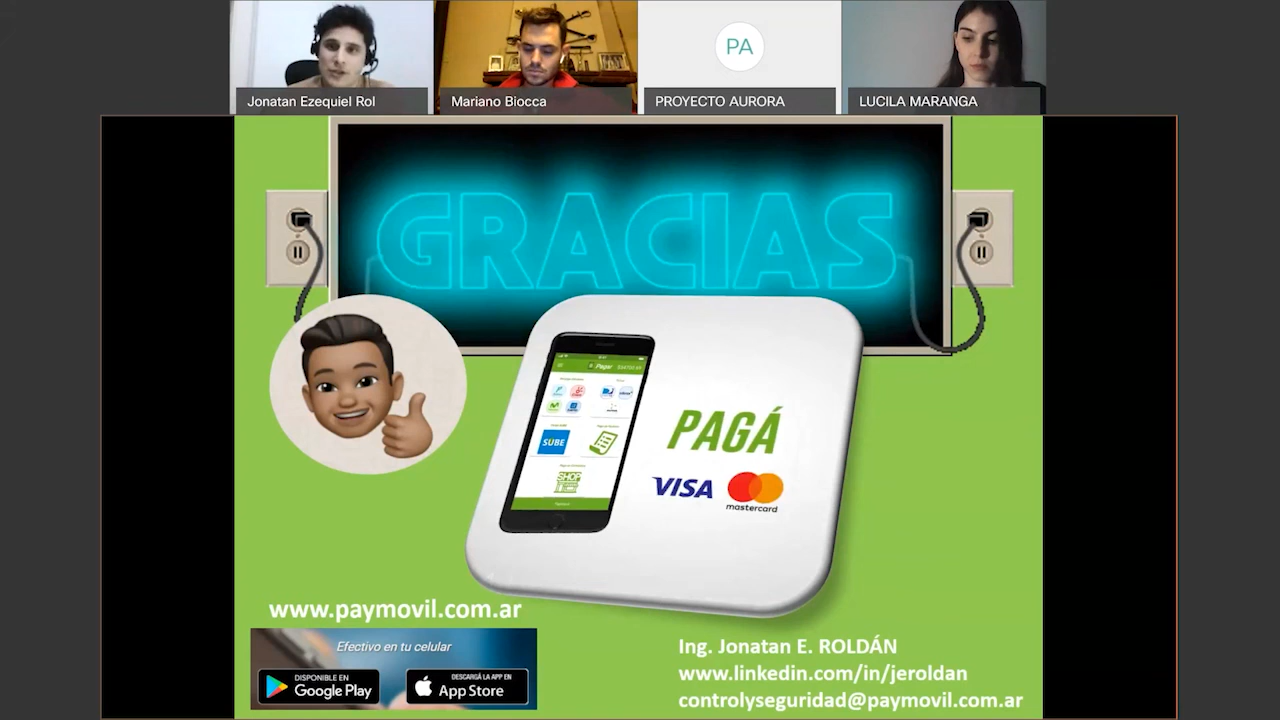 Jonatan Ezequiel Rol
Mariano Biocca
PA
PROYECTO AURORA
LUCILA MARANGA
GRACIAS
Pagar
SUBE
SHOP
PAGÁ
VISA
mastercard
www.paymovil.com.ar
Efectivo en tu celular
DISPONIBLE EN
Google Play
DESCARGÁ LA APP EN
App Store
Ing. Jonatan E. ROLDÁN
www.linkedin.com/in/jeroldan
controlyseguridad@paymovil.com.ar